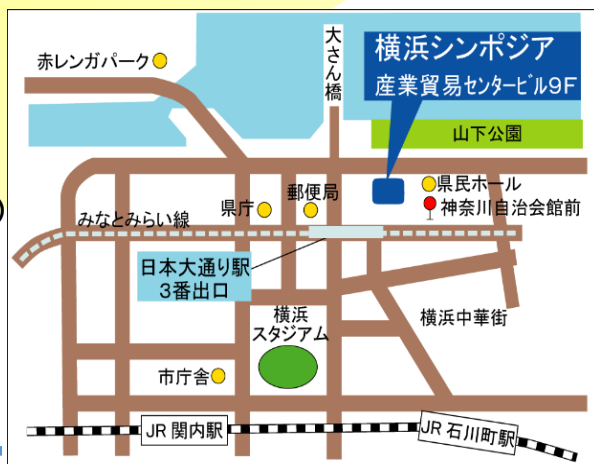 赤レンガパーク
大さん橋
横浜シンポジア
産業貿易センタービル9F
山下公園
県民ホール
神奈川自治会館前
郵便局
県庁
みなとみらい線
日本大通り駅
3番出口
横浜
スタジアム
横浜中華街
市庁舎
JR 関内駅
JR 石川町駅
)